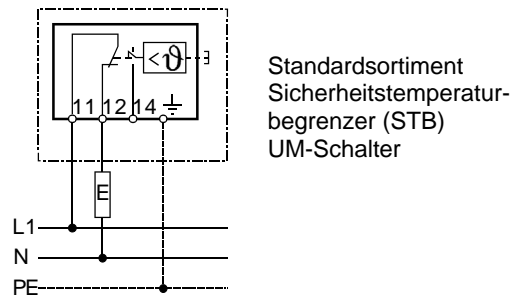 <ϑ
11 12 14
E
L1
N
PE
Standardsortiment
Sicherheitstemperatur-
begrenzer (STB)
UM-Schalter